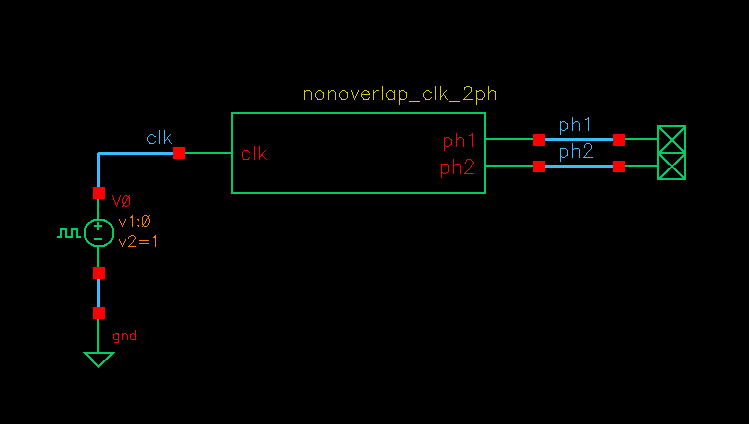 nonoverlap_clk_2ph
clk
clk
ph1
ph2
ph1
ph2
V0
v1:0
v2=1
gnd